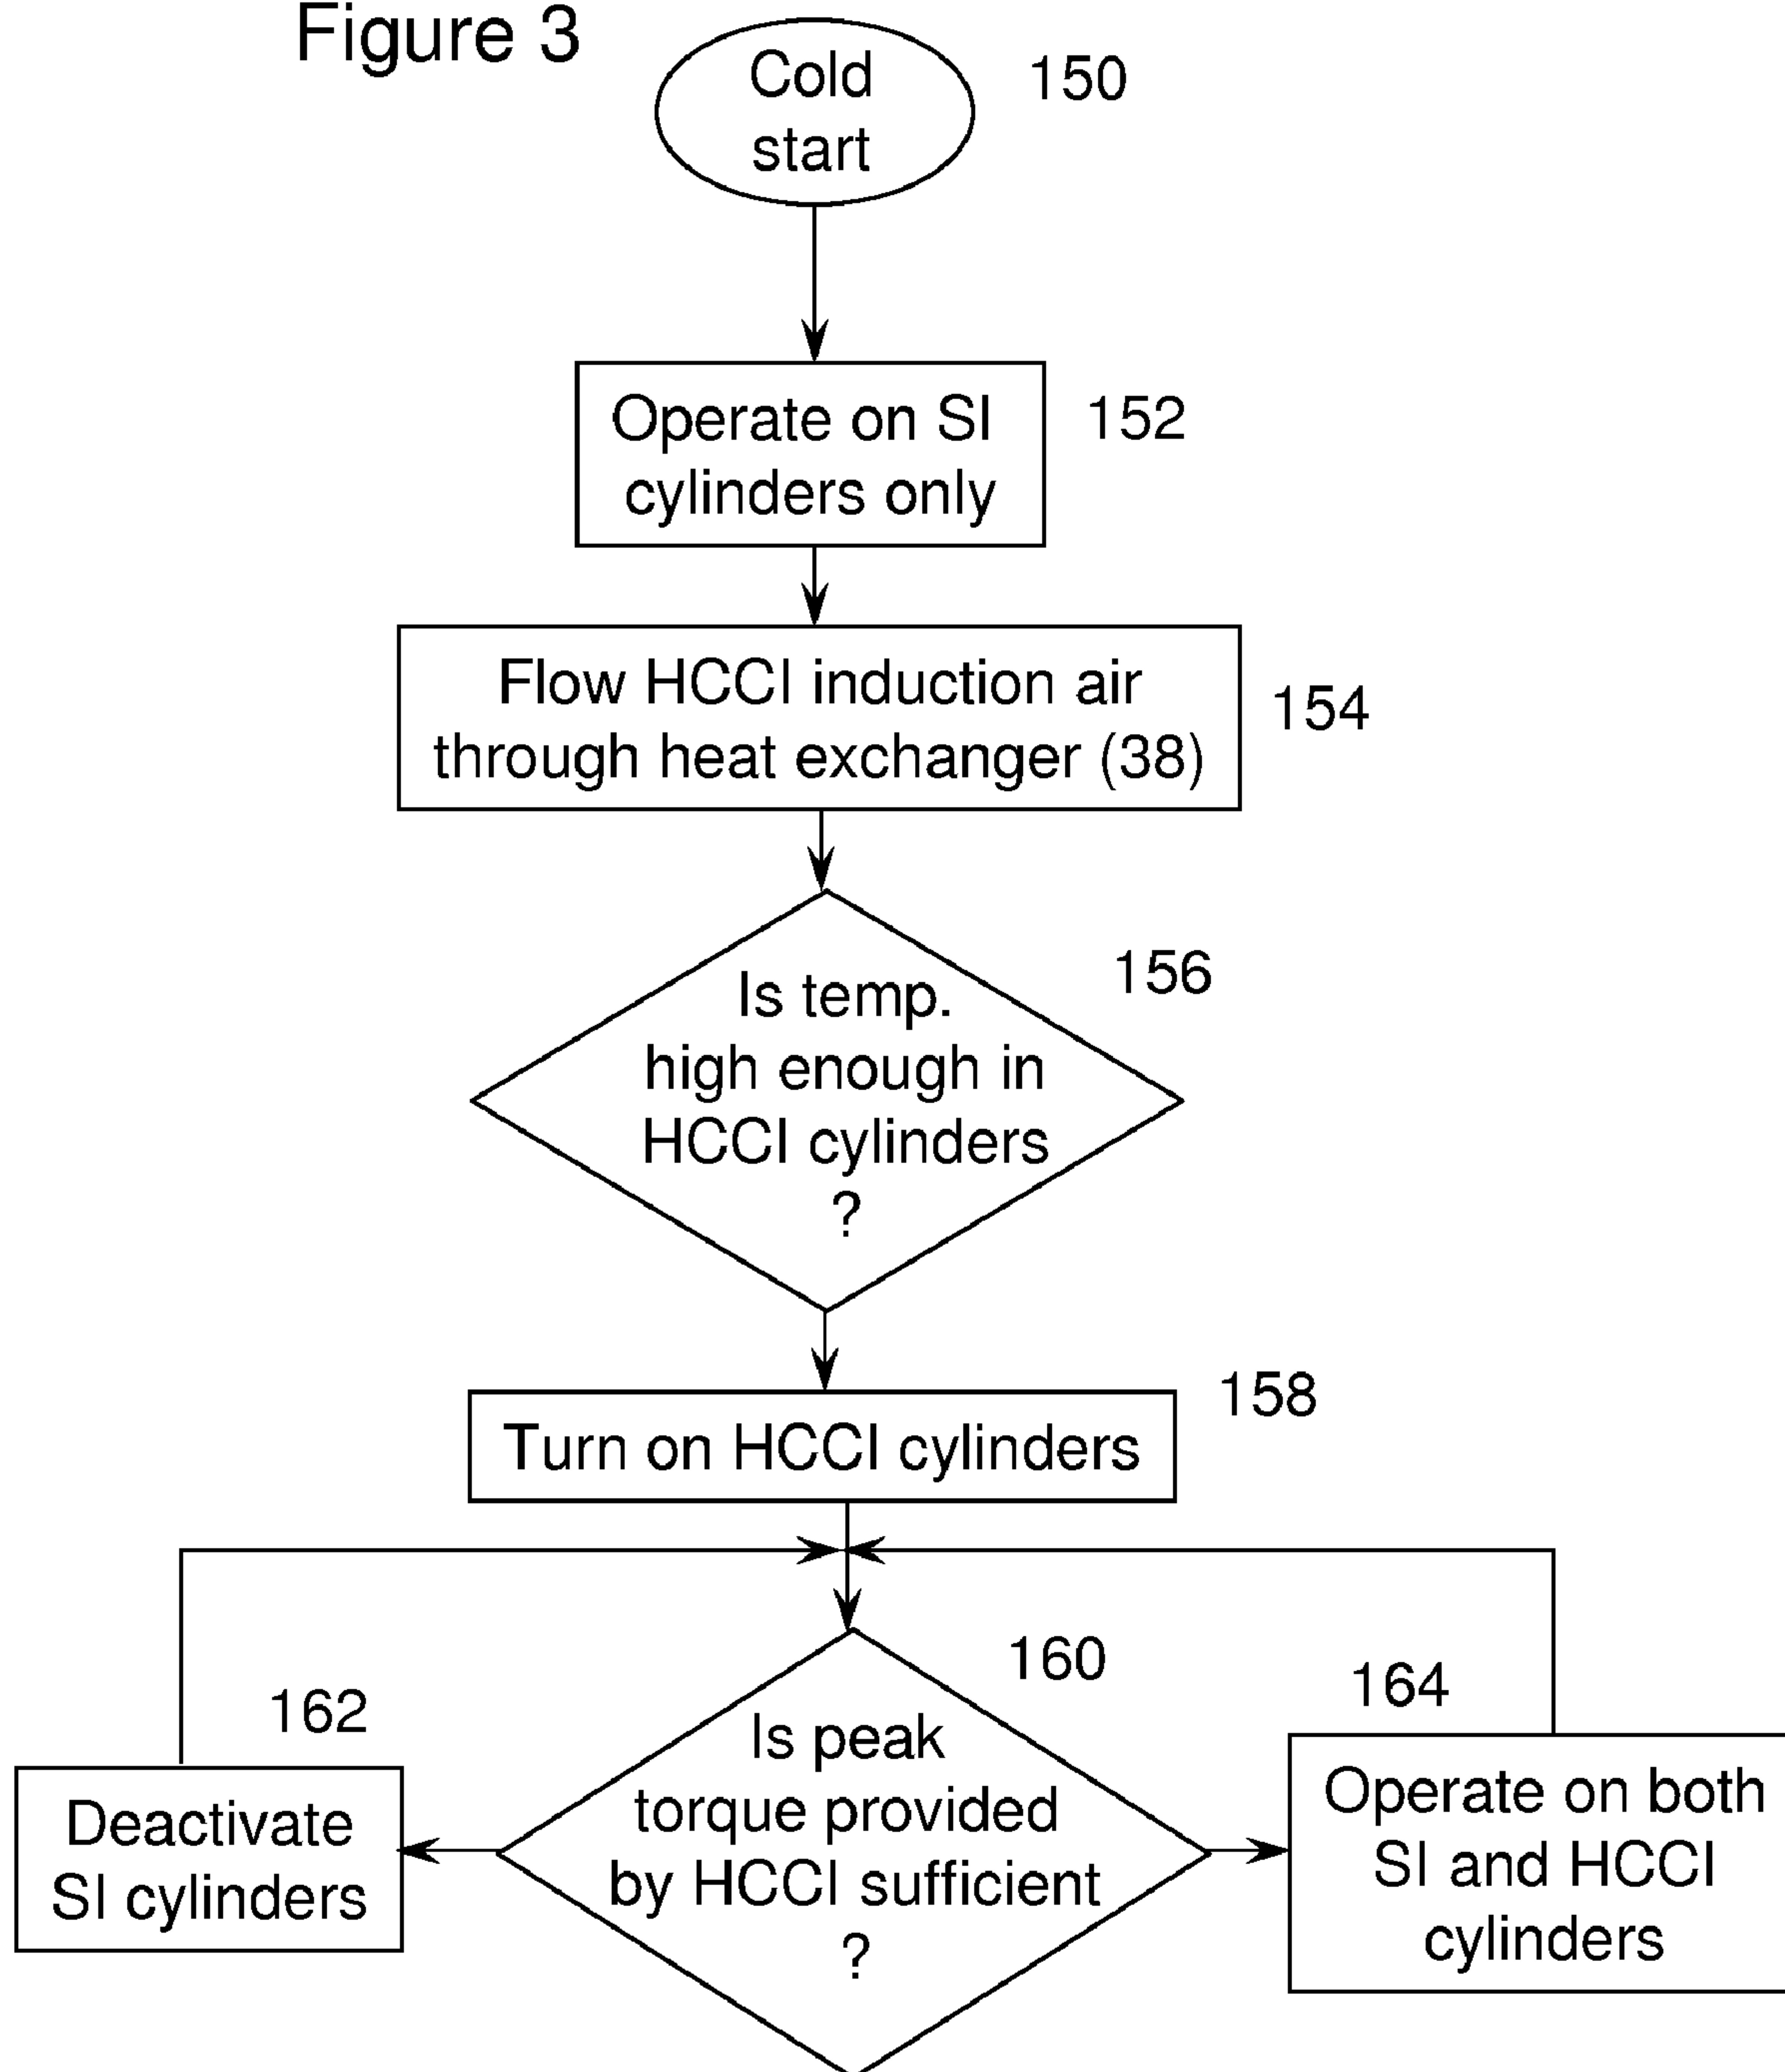 Figure 3
Cold
start
150
Operate on SI
cylinders only
152
Flow HCCI induction air
through heat exchanger (38)
154
Is temp.
high enough in
HCCI cylinders
?
156
Turn on HCCI cylinders
158
160
Is peak
torque provided
by HCCI sufficient
?
162
Deactivate
SI cylinders
164
Operate on both
SI and HCCI
cylinders